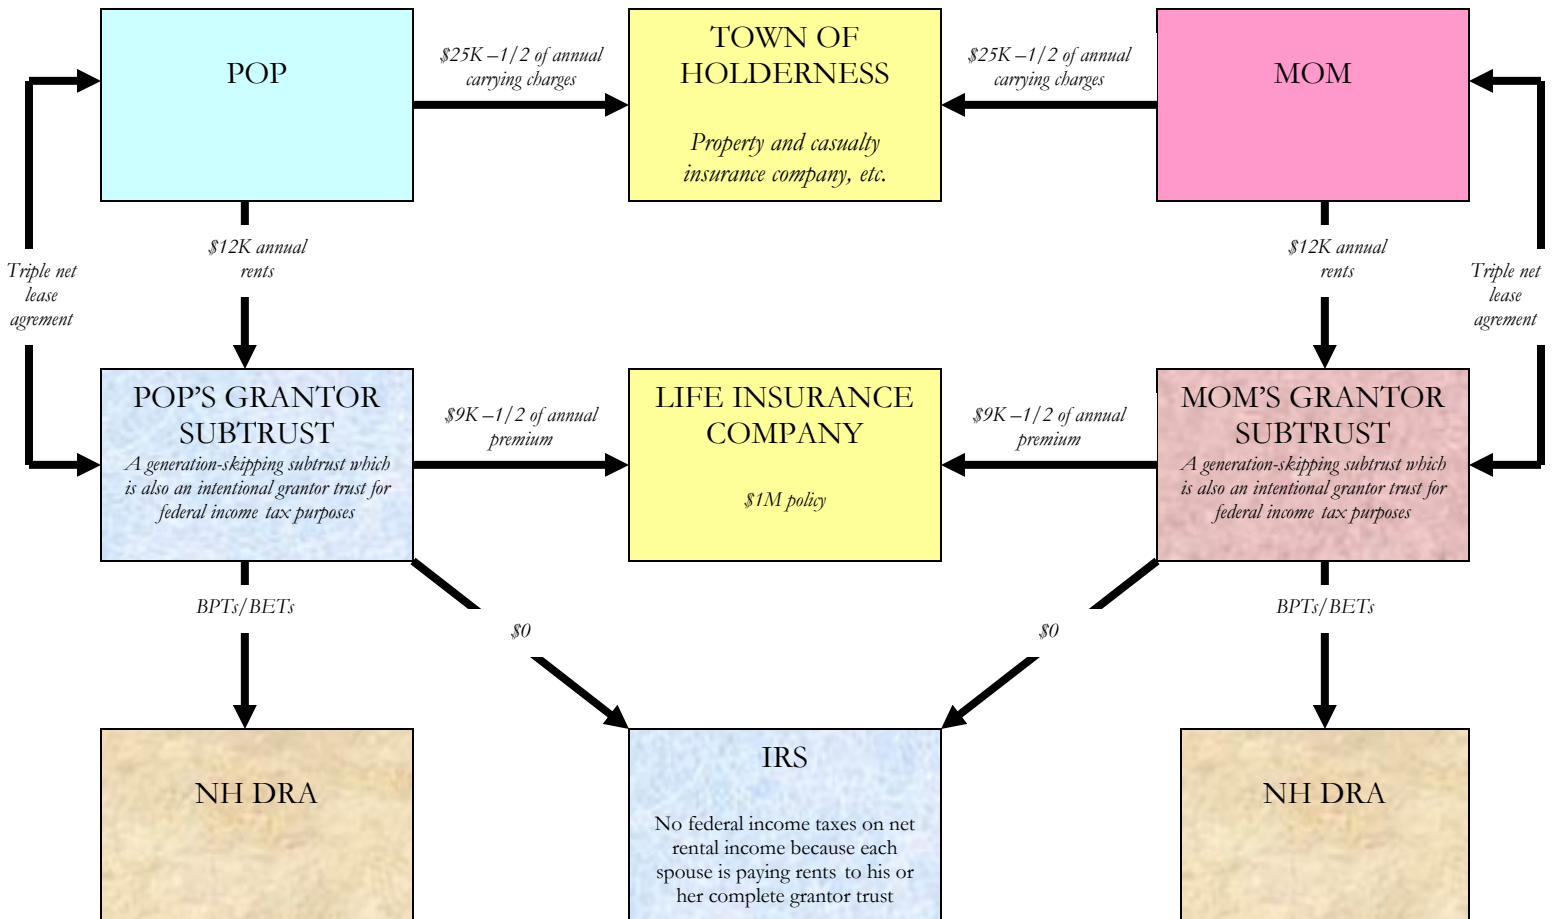 POP
$25K –1/2 of annual
carrying charges
TOWN OF
HOLDERNESS
Property and casualty
insurance company, etc.
$25K –1/2 of annual
carrying charges
MOM
$12K annual
rents
$12K annual
rents
Triple net
lease
agrement
Triple net
lease
agrement
POP’S GRANTOR
SUBTRUST
A generation-skipping subtrust which
is also an intentional grantor trust for
federal income tax purposes
$9K –1/2 of annual
premium
LIFE INSURANCE
COMPANY
$1M policy
$9K –1/2 of annual
premium
MOM’S GRANTOR
SUBTRUST
A generation-skipping subtrust which
is also an intentional grantor trust for
federal income tax purposes
BPTs/BETs
$0
$0
BPTs/BETs
NH DRA
IRS
No federal income taxes on net
rental income because each
spouse is paying rents to his or
her complete grantor trust
NH DRA